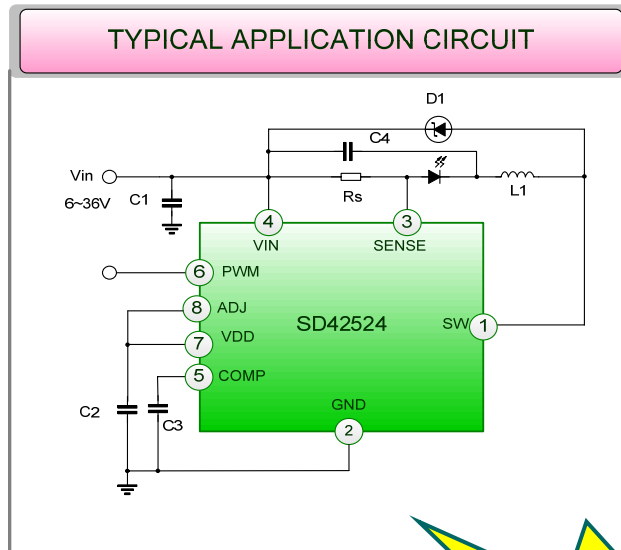 TYPICAL APPLICATION CIRCUIT
D1
C4
Vin
6~36V
C1
Rs
L1
4
VIN
3
SENSE
6
PWM
8
ADJ
SD42524
SW
1
7
VDD
5
COMP
C2
C3
GND
2